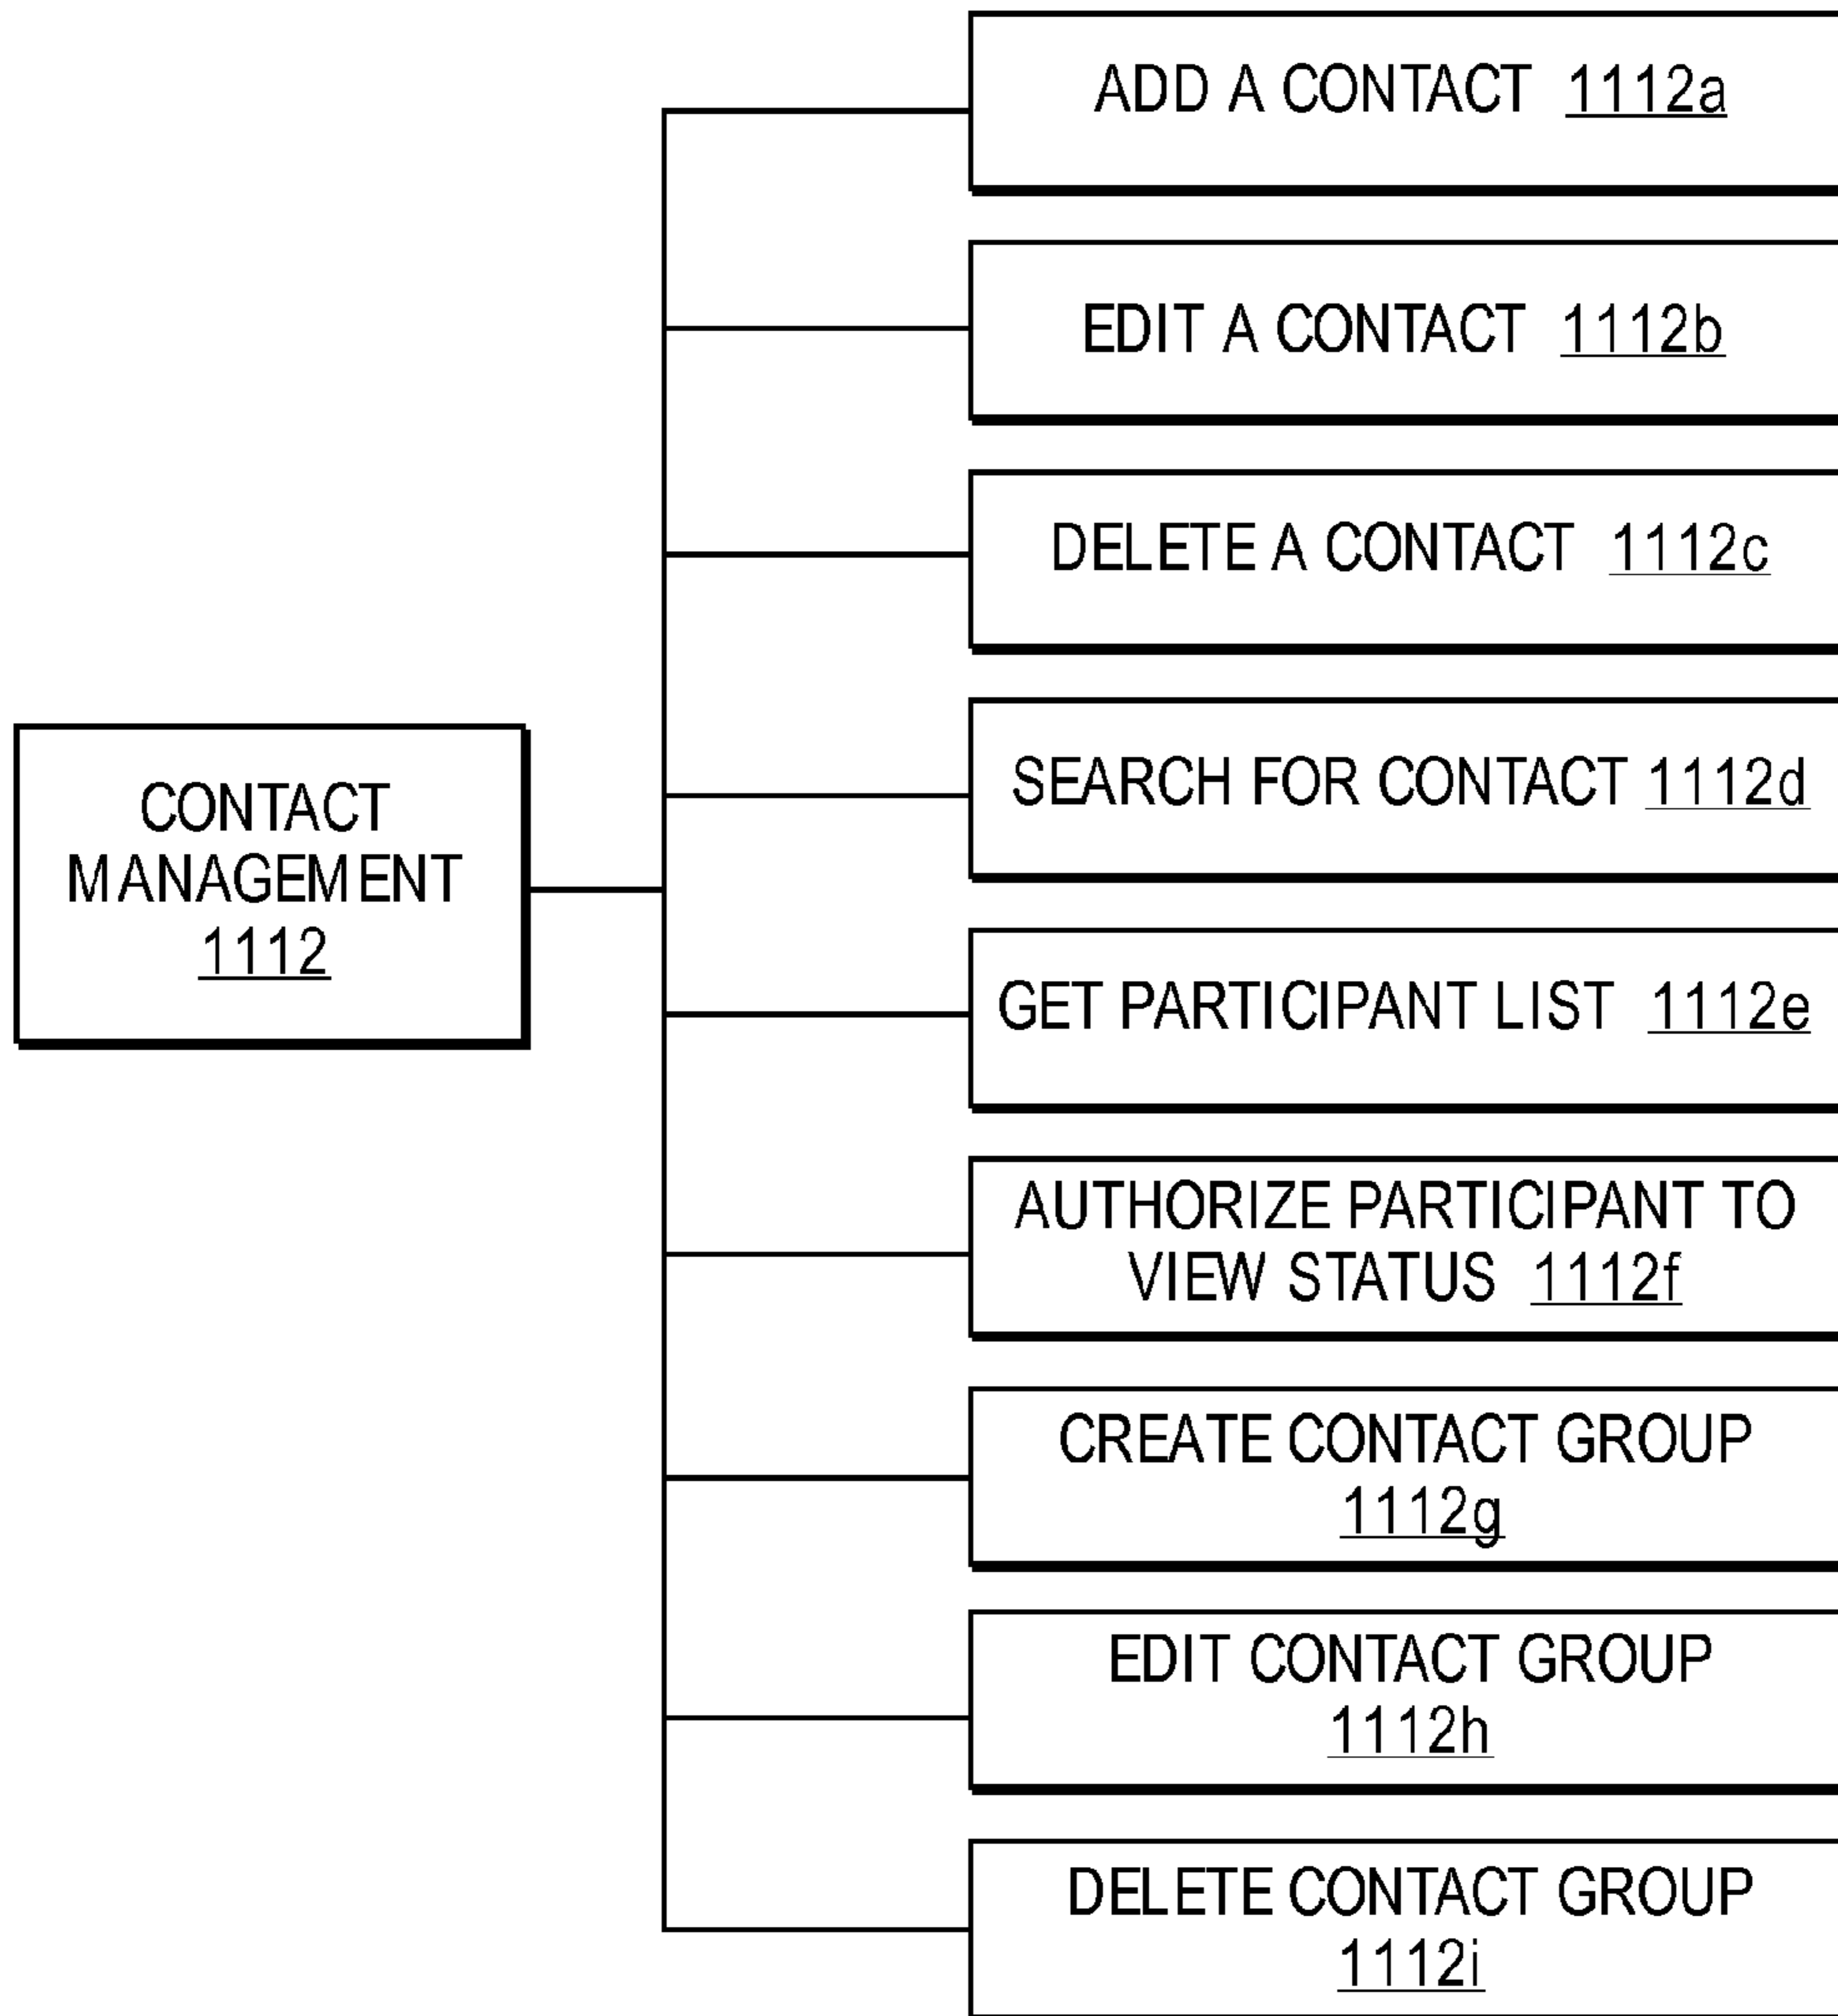 ADD A CONTACT 1112a
EDIT A CONTACT 1112b
DELETE A CONTACT 1112c
SEARCH FOR CONTACT 1112d
CONTACT
MANAGEMENT
1112
GET PARTICIPANT LIST 1112e
AUTHORIZE PARTICIPANT TO
VIEW STATUS 1112f
CREATE CONTACT GROUP
1112g
EDIT CONTACT GROUP
1112h
DELETE CONTACT GROUP
1112i